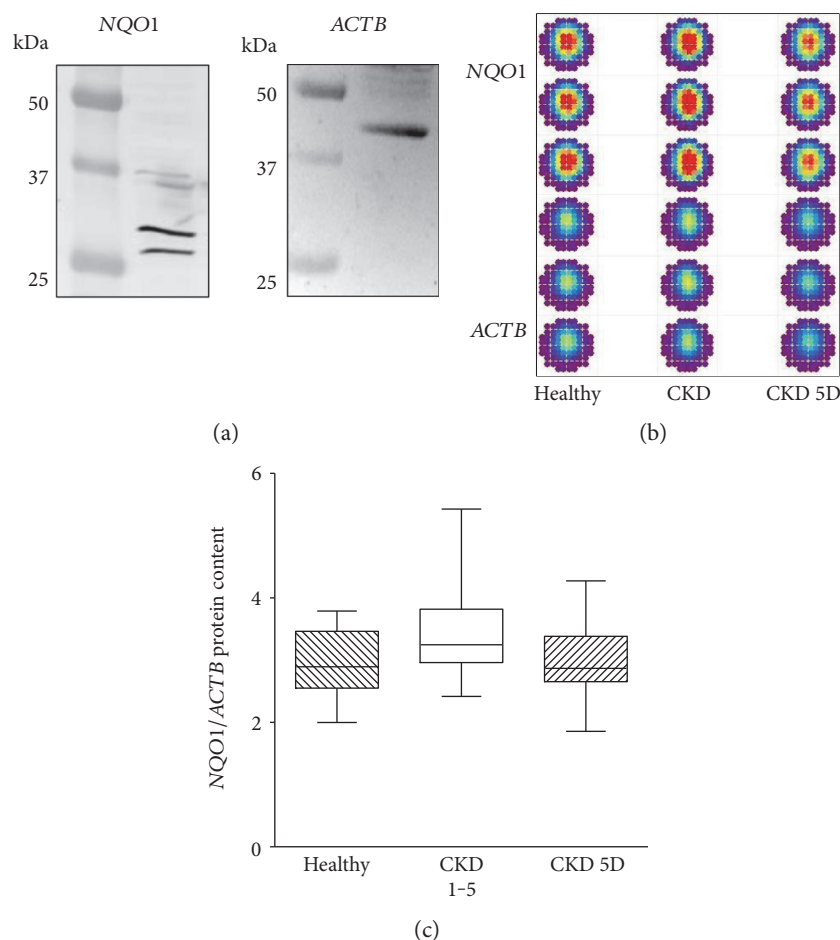 NQO1
kDa
50
37
25
ACTB
kDa
50
37
25
(a)
NQO1
ACTB
Healthy CKD CKD 5D
(b)
NQO1/ACTB protein content
6
4
2
0
Healthy CKD 1-5 CKD 5D
(c)